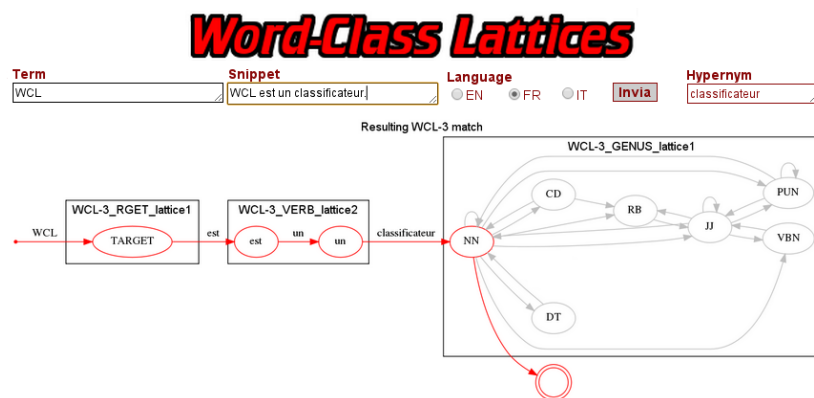 Word-Class Lattices
Term Snippet Language Hypernym
WCL WCL est un classificateur. EN FR IT Invia classificateur
Resulting WCL-3 match
WCL-3_GENUS_lattice1
WCL-3_RGET_lattice1 WCL-3_VERB_lattice2
CD RB JJ PUN
WCL TARGET est est un un classificateur NN VBN
DT